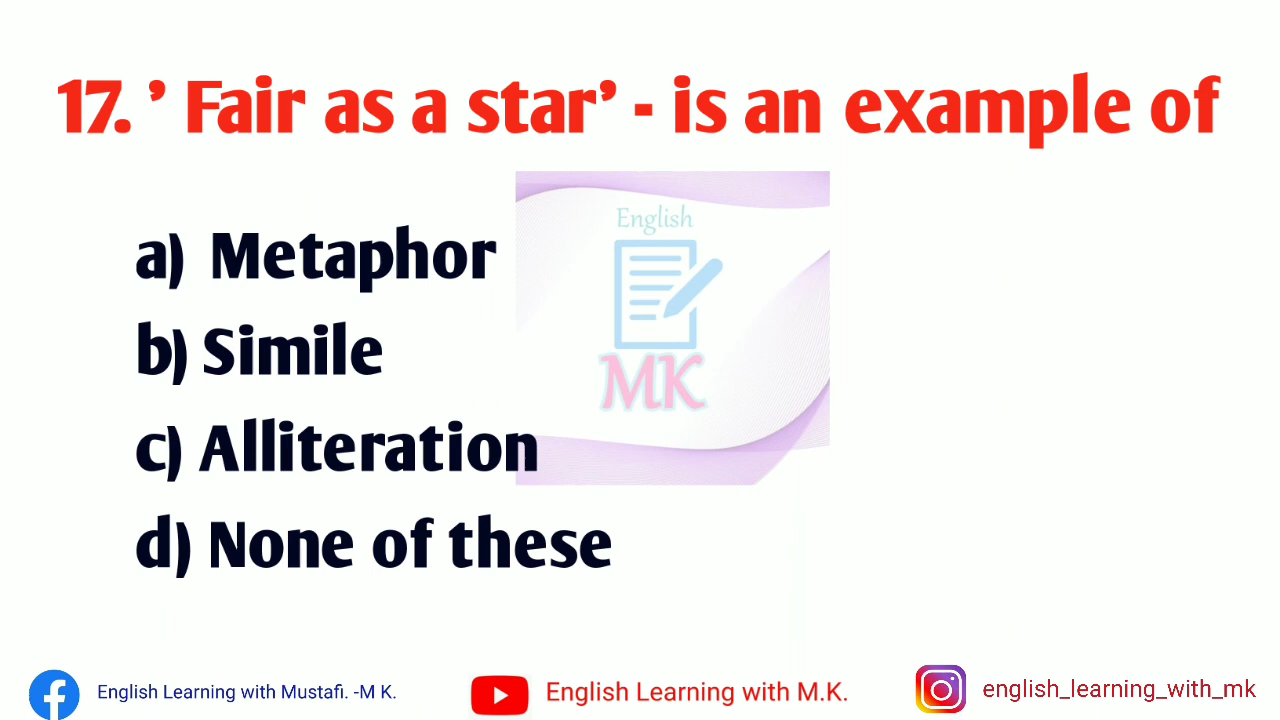 17. ’ Fair as a star’ - is an example of
English
MK
a) Metaphor
b) Simile
c) Alliteration
d) None of these
English Learning with Mustafi. -M K.
English Learning with M.K.
english_learning_with_mk